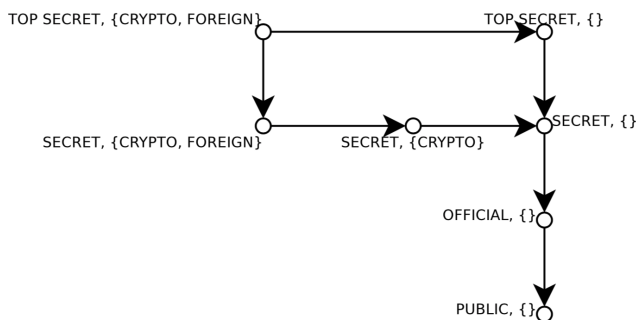 TOP SECRET, {CRYPTO, FOREIGN}
TOP SECRET, {}
SECRET, {CRYPTO, FOREIGN}
SECRET, {CRYPTO}
SECRET, {}
OFFICIAL, {}
PUBLIC, {}